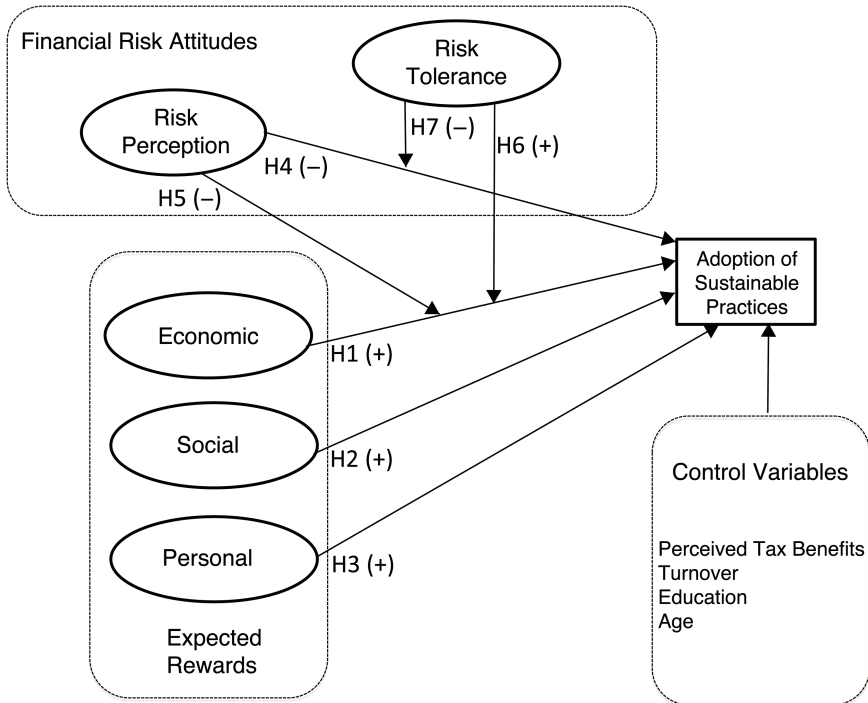 Financial Risk Attitudes
Risk
Tolerance
Risk
Perception
H7 (–)
H6 (+)
H4 (–)
H5 (–)
Adoption of
Sustainable
Practices
Economic
H1 (+)
Social
H2 (+)
Personal
H3 (+)
Expected
Rewards
Control Variables
Perceived Tax Benefits
Turnover
Education
Age